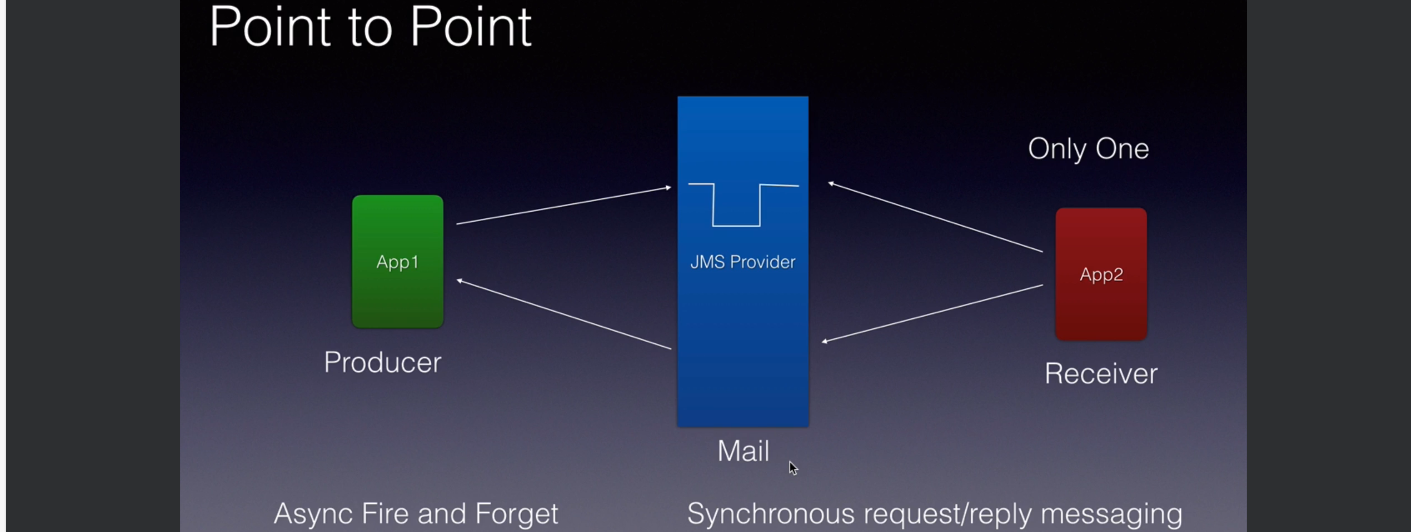 Point to Point
Only One
App1
JMS Provider
App2
Producer
Receiver
Mail
Async Fire and Forget
Synchronous request/reply messaging